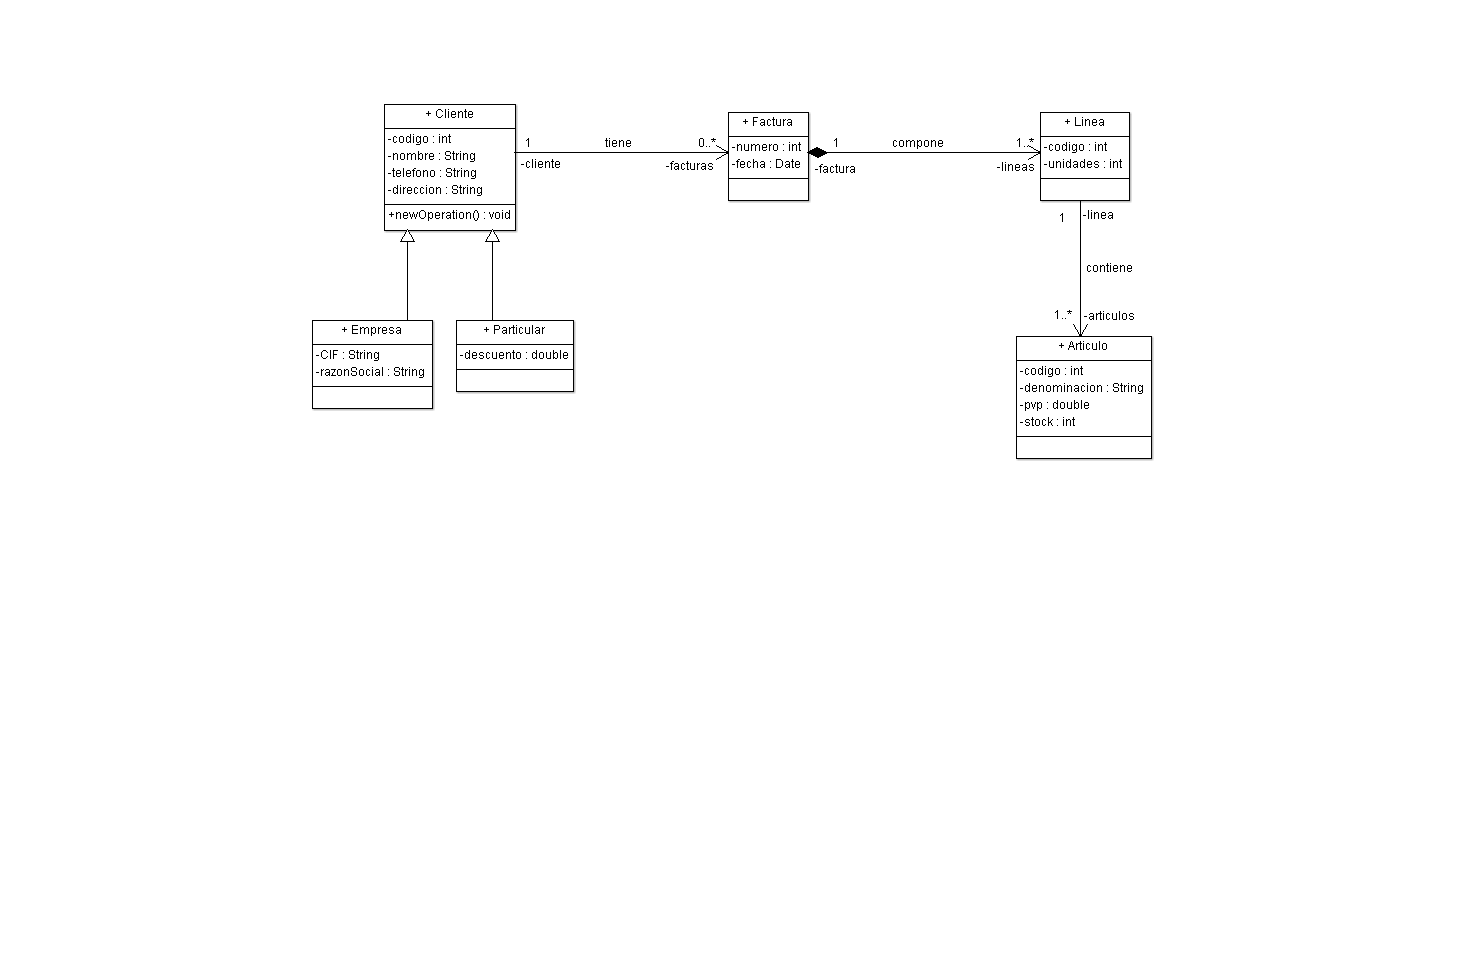 + Cliente
-codigo : int
-nombre : String
-telefono : String
-direccion : String
+newOperation() : void
1
tiene
0..*
-cliente
-facturas
+ Factura
-numero : int
-fecha : Date
1
compone
1..*
-factura
-lineas
+ Linea
-codigo : int
-unidades : int
1
-linea
contiene
1..*
-articulos
+ Empresa
-CIF : String
-razonSocial : String
+ Particular
-descuento : double
+ Articulo
-codigo : int
-denominacion : String
-pvp : double
-stock : int